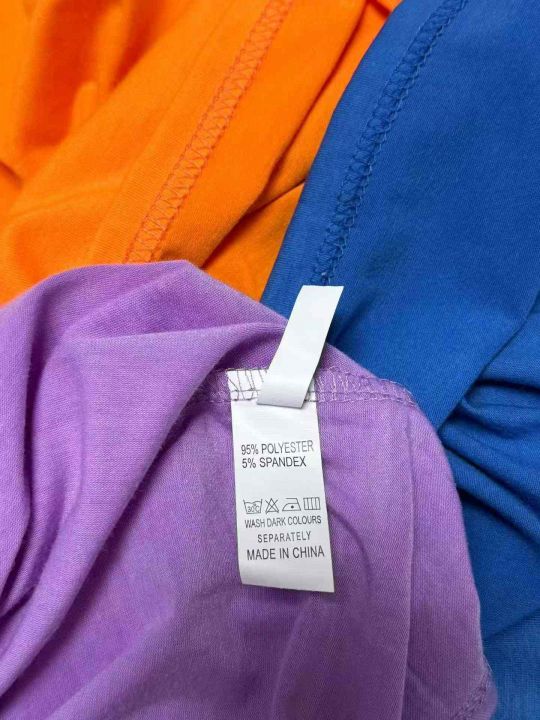 95% POLYESTER
5% SPANDEX
WASH DARK COLOURS
SEPARATELY
MADE IN CHINA